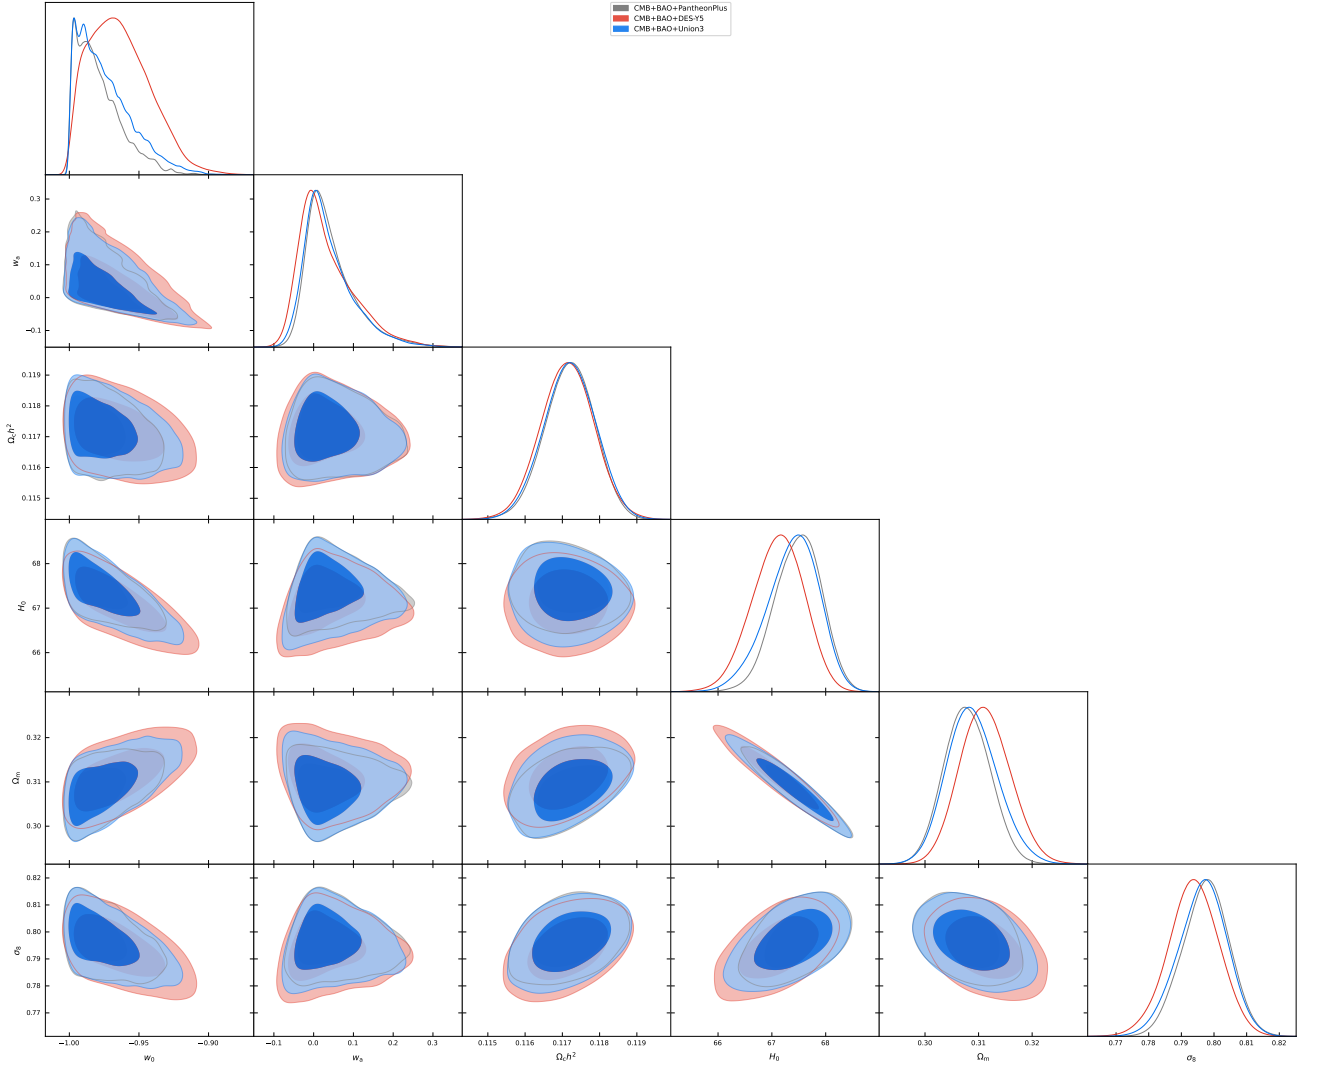 CMB+BAO+PantheonPlus
CMB+BAO+DES-Y5
CMB+BAO+Union3
0.3
0.2
0.1
0.0
−0.1
wa
0.119
0.118
0.117
0.116
0.115
Ωch²
68
67
66
H0
0.32
0.31
0.30
Ωm
0.82
0.81
0.80
0.79
0.78
0.77
σ8
−1.00 −0.95 −0.90
−0.1 0.0 0.1 0.2 0.3
0.115 0.116 0.117 0.118 0.119
66 67 68
0.30 0.31 0.32
0.77 0.78 0.79 0.80 0.81 0.82
w0 wa Ωch² H0 Ωm σ8